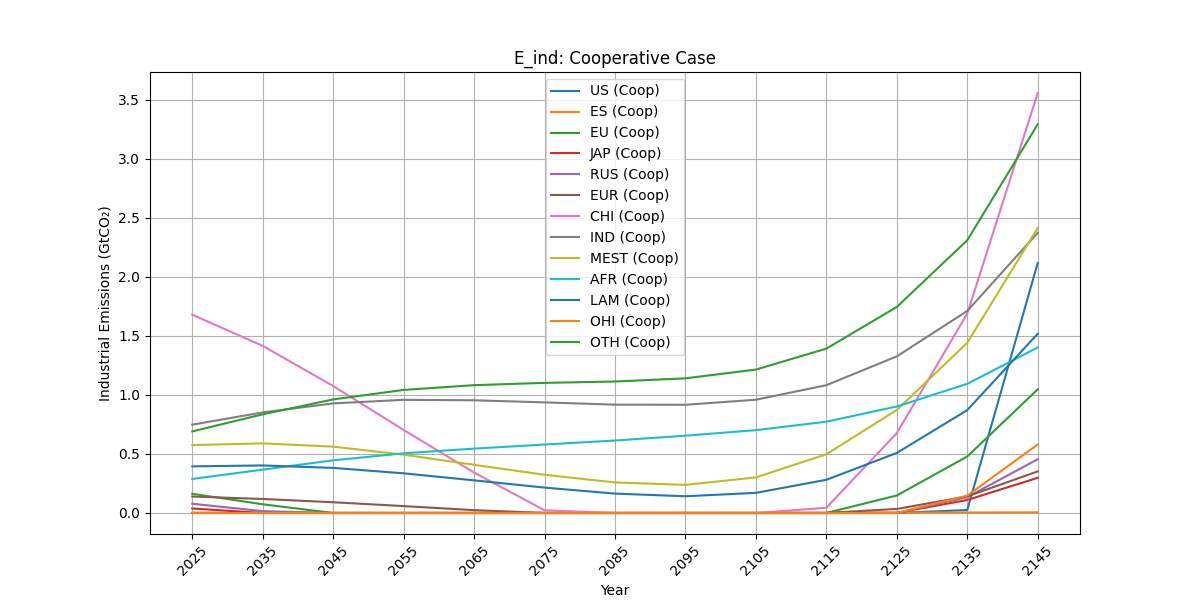 E_ind: Cooperative Case
Industrial Emissions (GtCO₂)
3.5
3.0
2.5
2.0
1.5
1.0
0.5
0.0
US (Coop)
ES (Coop)
EU (Coop)
JAP (Coop)
RUS (Coop)
EUR (Coop)
CHI (Coop)
IND (Coop)
MEST (Coop)
AFR (Coop)
LAM (Coop)
OHI (Coop)
OTH (Coop)
2025
2035
2045
2055
2065
2075
2085
2095
2105
2115
2125
2135
2145
Year